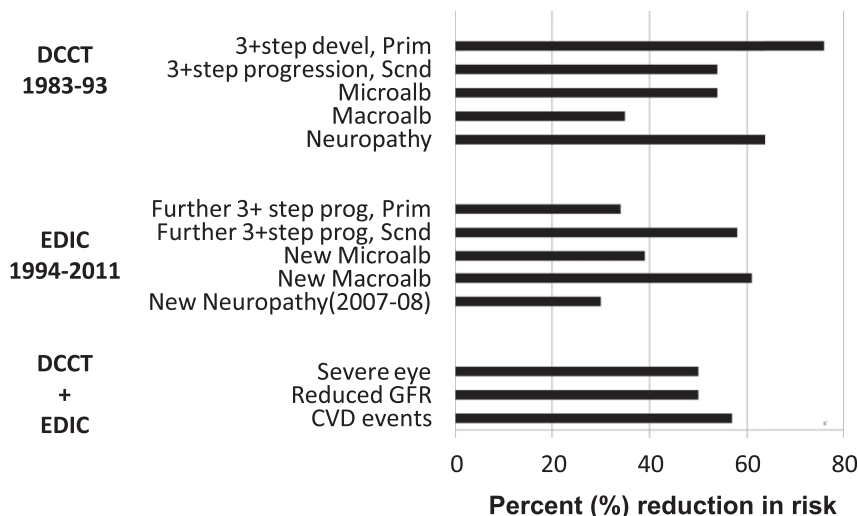 DCCT
1983-93
3+step devel, Prim
3+step progression, Scnd
Microalb
Macroalb
Neuropathy
EDIC
1994-2011
Further 3+ step prog, Prim
Further 3+step prog, Scnd
New Microalb
New Macroalb
New Neuropathy(2007-08)
DCCT
+
EDIC
Severe eye
Reduced GFR
CVD events
0 20 40 60 80
Percent (%) reduction in risk